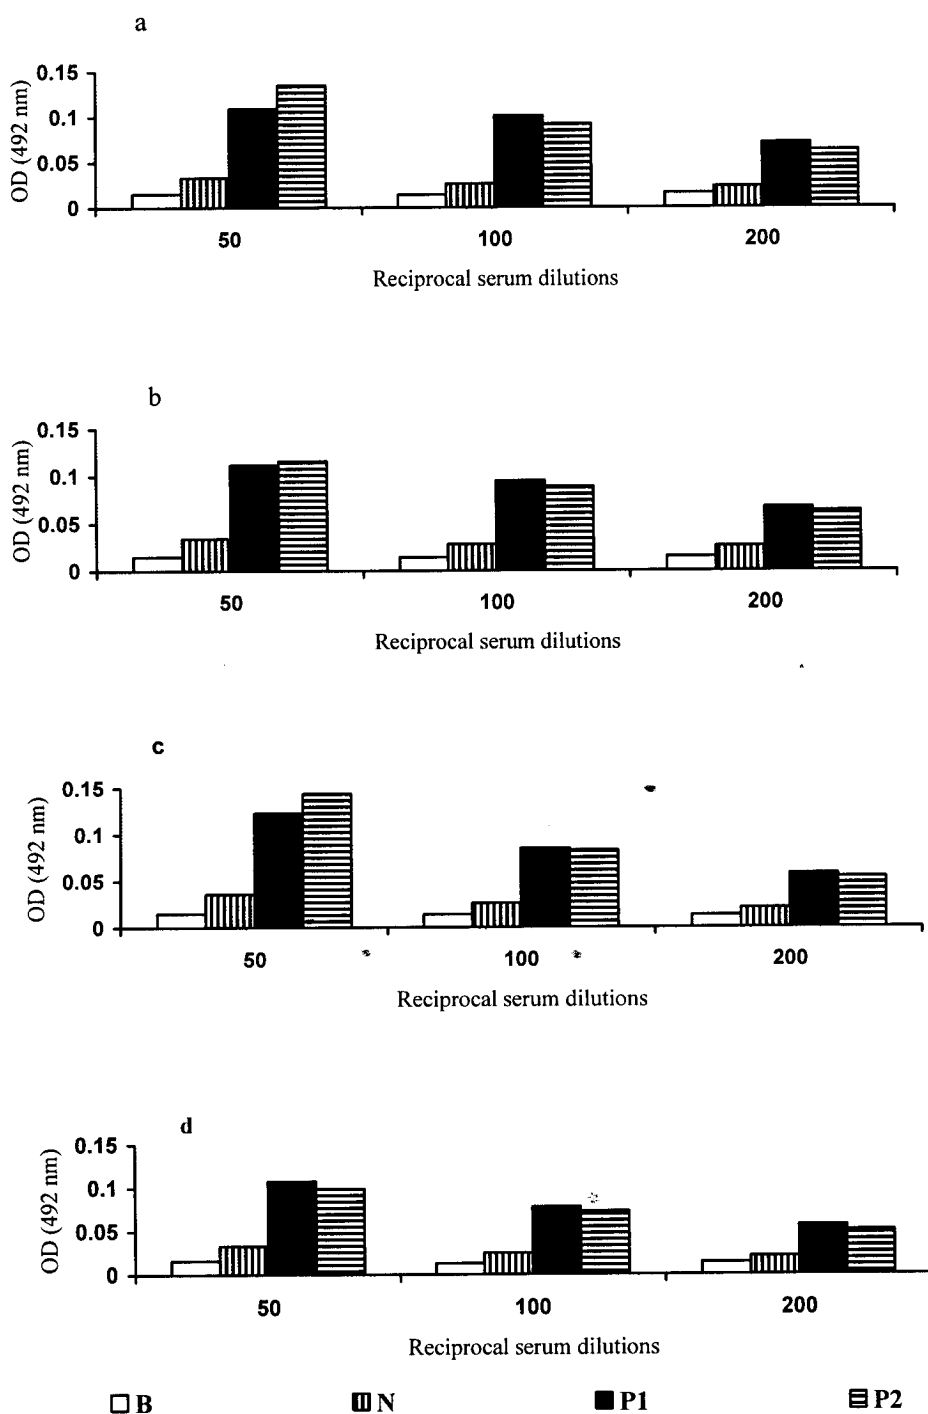 a
0.15
0.1
0.05
0
OD (492 nm)
50 100 200
Reciprocal serum dilutions
b
0.15
0.1
0.05
0
OD (492 nm)
50 100 200
Reciprocal serum dilutions
c
0.15
0.1
0.05
0
OD (492 nm)
50 100 200
Reciprocal serum dilutions
d
0.15
0.1
0.05
0
OD (492 nm)
50 100 200
Reciprocal serum dilutions
B N P1 P2